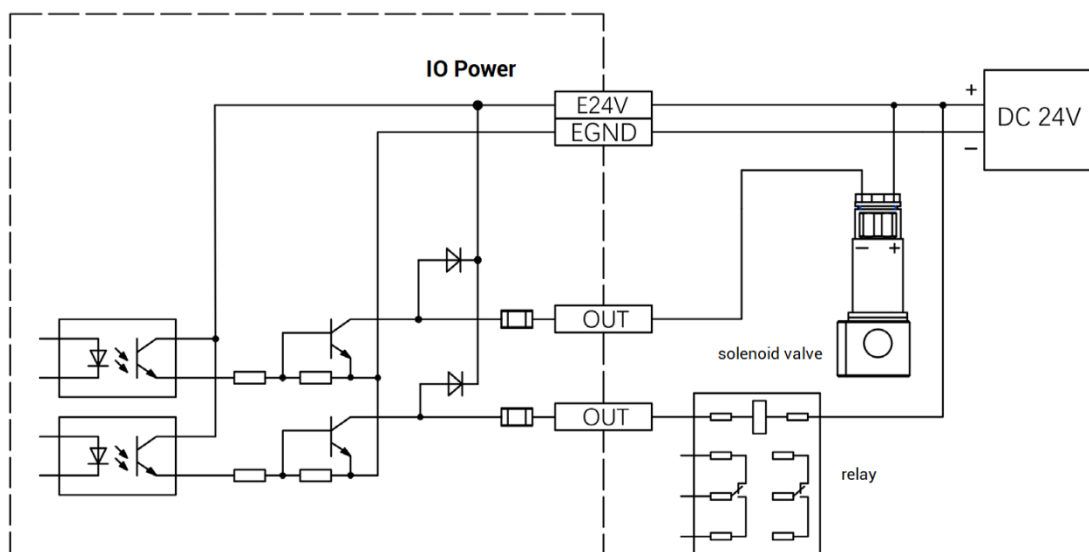 IO Power
E24V
EGND
+
−
DC 24V
− +
OUT
solenoid valve
OUT
relay